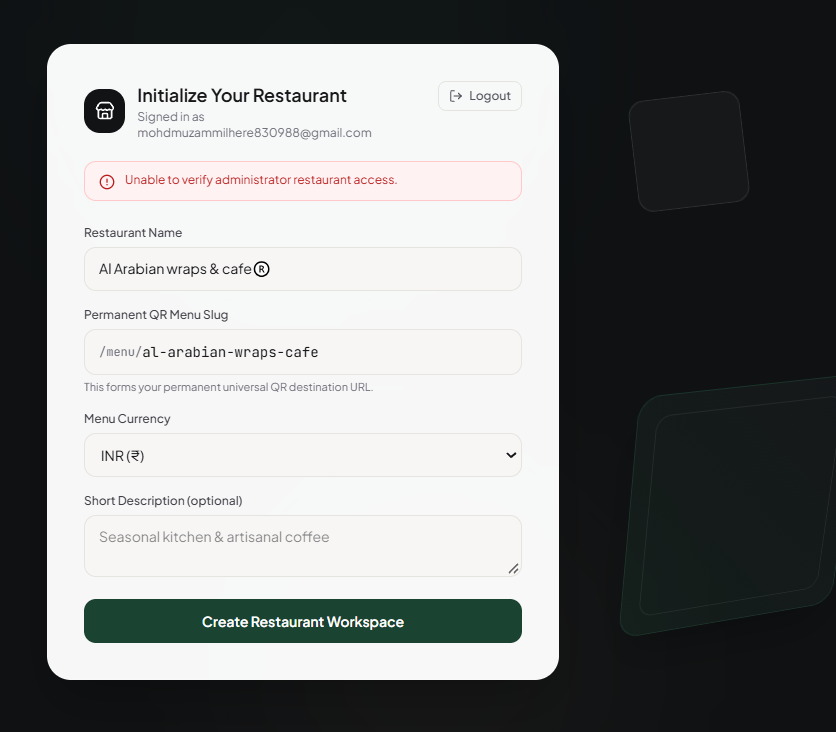 Initialize Your Restaurant
Logout
Signed in as
mohdmuzammilhere830988@gmail.com
Unable to verify administrator restaurant access.
Restaurant Name
Al Arabian wraps & cafe®
Permanent QR Menu Slug
/menu/al-arabian-wraps-cafe
This forms your permanent universal QR destination URL.
Menu Currency
INR (₹)
Short Description (optional)
Seasonal kitchen & artisanal coffee
Create Restaurant Workspace